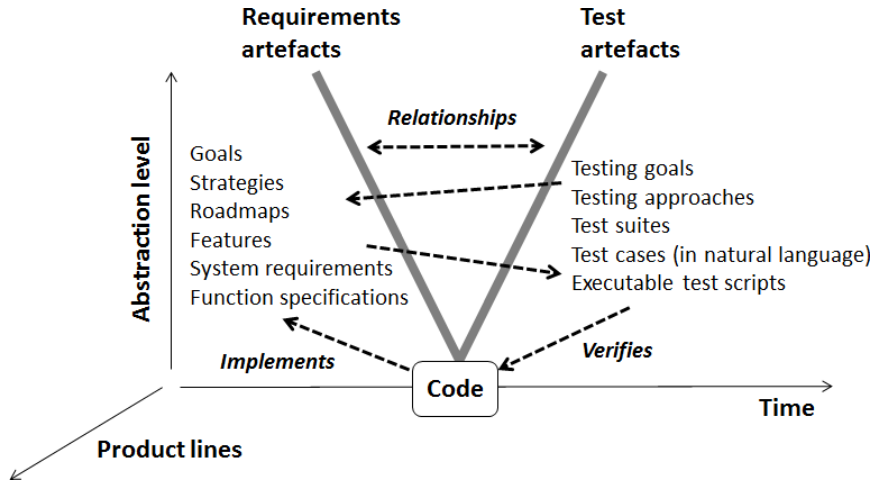 Requirements
artefacts
Test
artefacts
Abstraction level
Relationships
Goals
Strategies
Roadmaps
Features
System requirements
Function specifications
Testing goals
Testing approaches
Test suites
Test cases (in natural language)
Executable test scripts
Implements
Verifies
Code
Time
Product lines